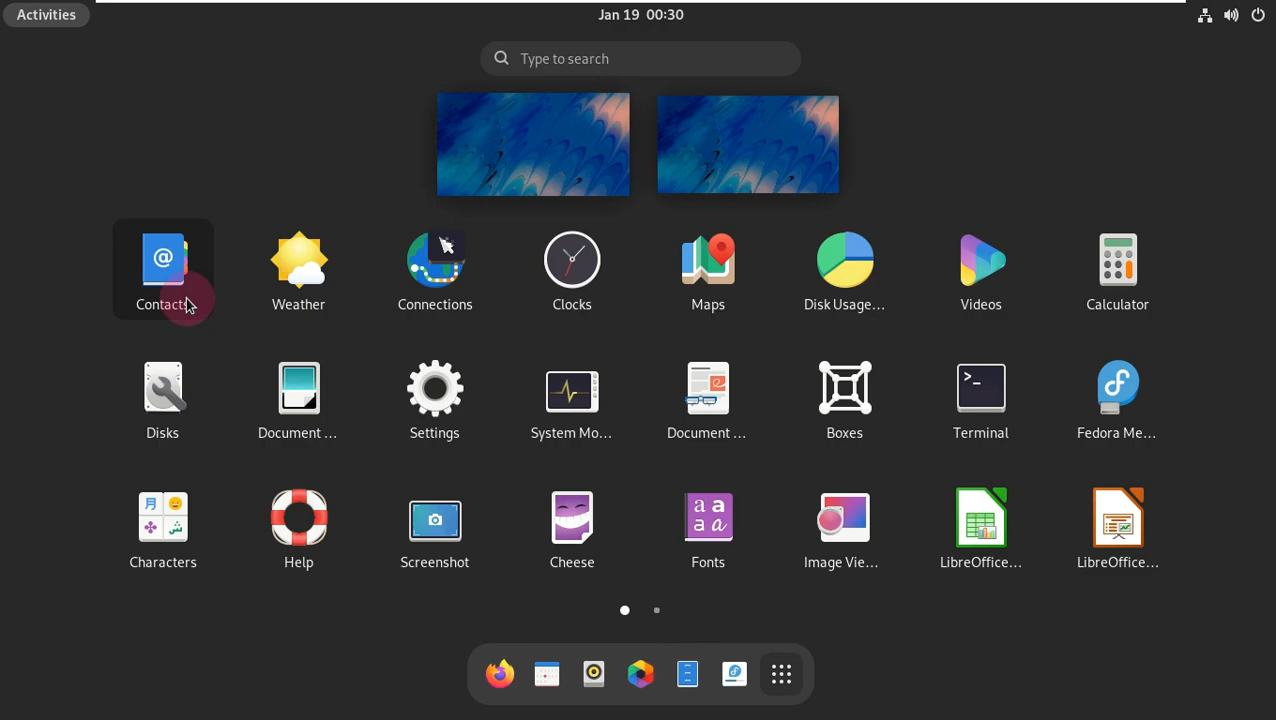 Activities
Jan 19 00:30
Type to search
Contacts
Weather
Connections
Clocks
Maps
Disk Usage...
Videos
Calculator
Disks
Document ...
Settings
System Mo...
Document ...
Boxes
Terminal
Fedora Me...
Characters
Help
Screenshot
Cheese
Fonts
Image Vie...
LibreOffice...
LibreOffice...